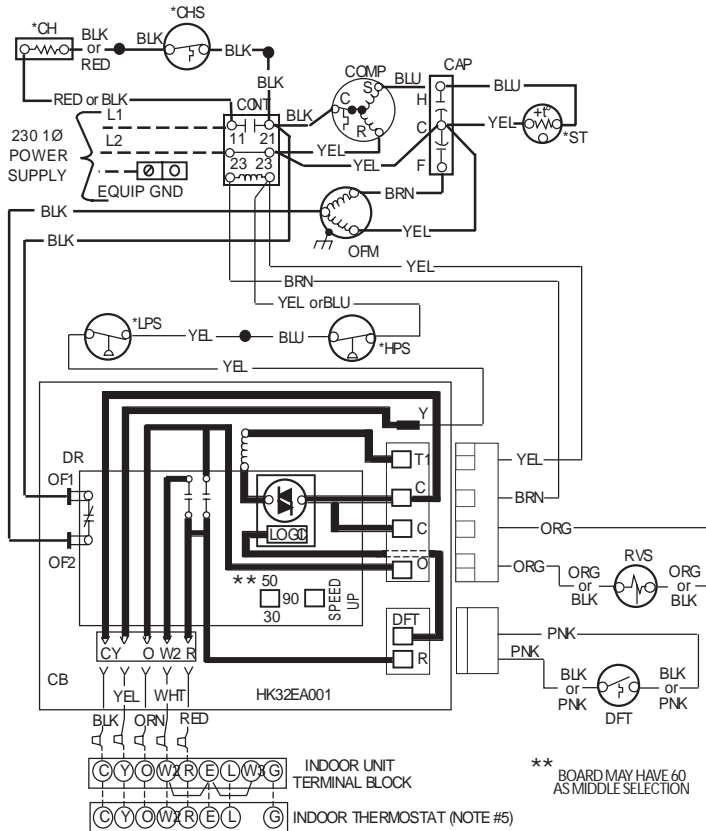 *CH
BLK
or
RED
BLK
*CHS
BLK
BLK
RED or BLK
CONT
BLK
COMP
S
C
R
BLU
CAP
H
C
F
BLU
YEL
+t°
*ST
L1
L2
230 1Ø
POWER
SUPPLY
11 21
23 23
EQUIP GND
YEL
YEL
BRN
BLK
OFM
YEL
BLK
YEL
BRN
YEL or BLU
*LPS
YEL
BLU
*HPS
YEL
Y
DR
OF1
OF2
T1
C
C
O
LOGIC
** 50
90
30
SPEED
UP
DFT
R
YEL
BRN
ORG
ORG
ORG
or
BLK
RVS
ORG
or
BLK
PNK
PNK
BLK
or
PNK
DFT
BLK
or
PNK
C Y O W2 R
CB
HK32EA001
BLK YEL ORN WHT RED
C Y O W2 R E L W3 G
INDOOR UNIT
TERMINAL BLOCK
C Y O W2 R E L G
INDOOR THERMOSTAT (NOTE #5)
** BOARD MAY HAVE 60
AS MIDDLE SELECTION